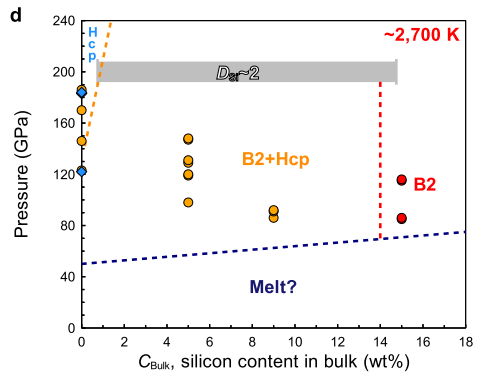 d
~2,700 K
H
c
p
D_ar~2
B2+Hcp
B2
Melt?
Pressure (GPa)
240
200
160
120
80
40
0
0 2 4 6 8 10 12 14 16 18
C_Bulk, silicon content in bulk (wt%)